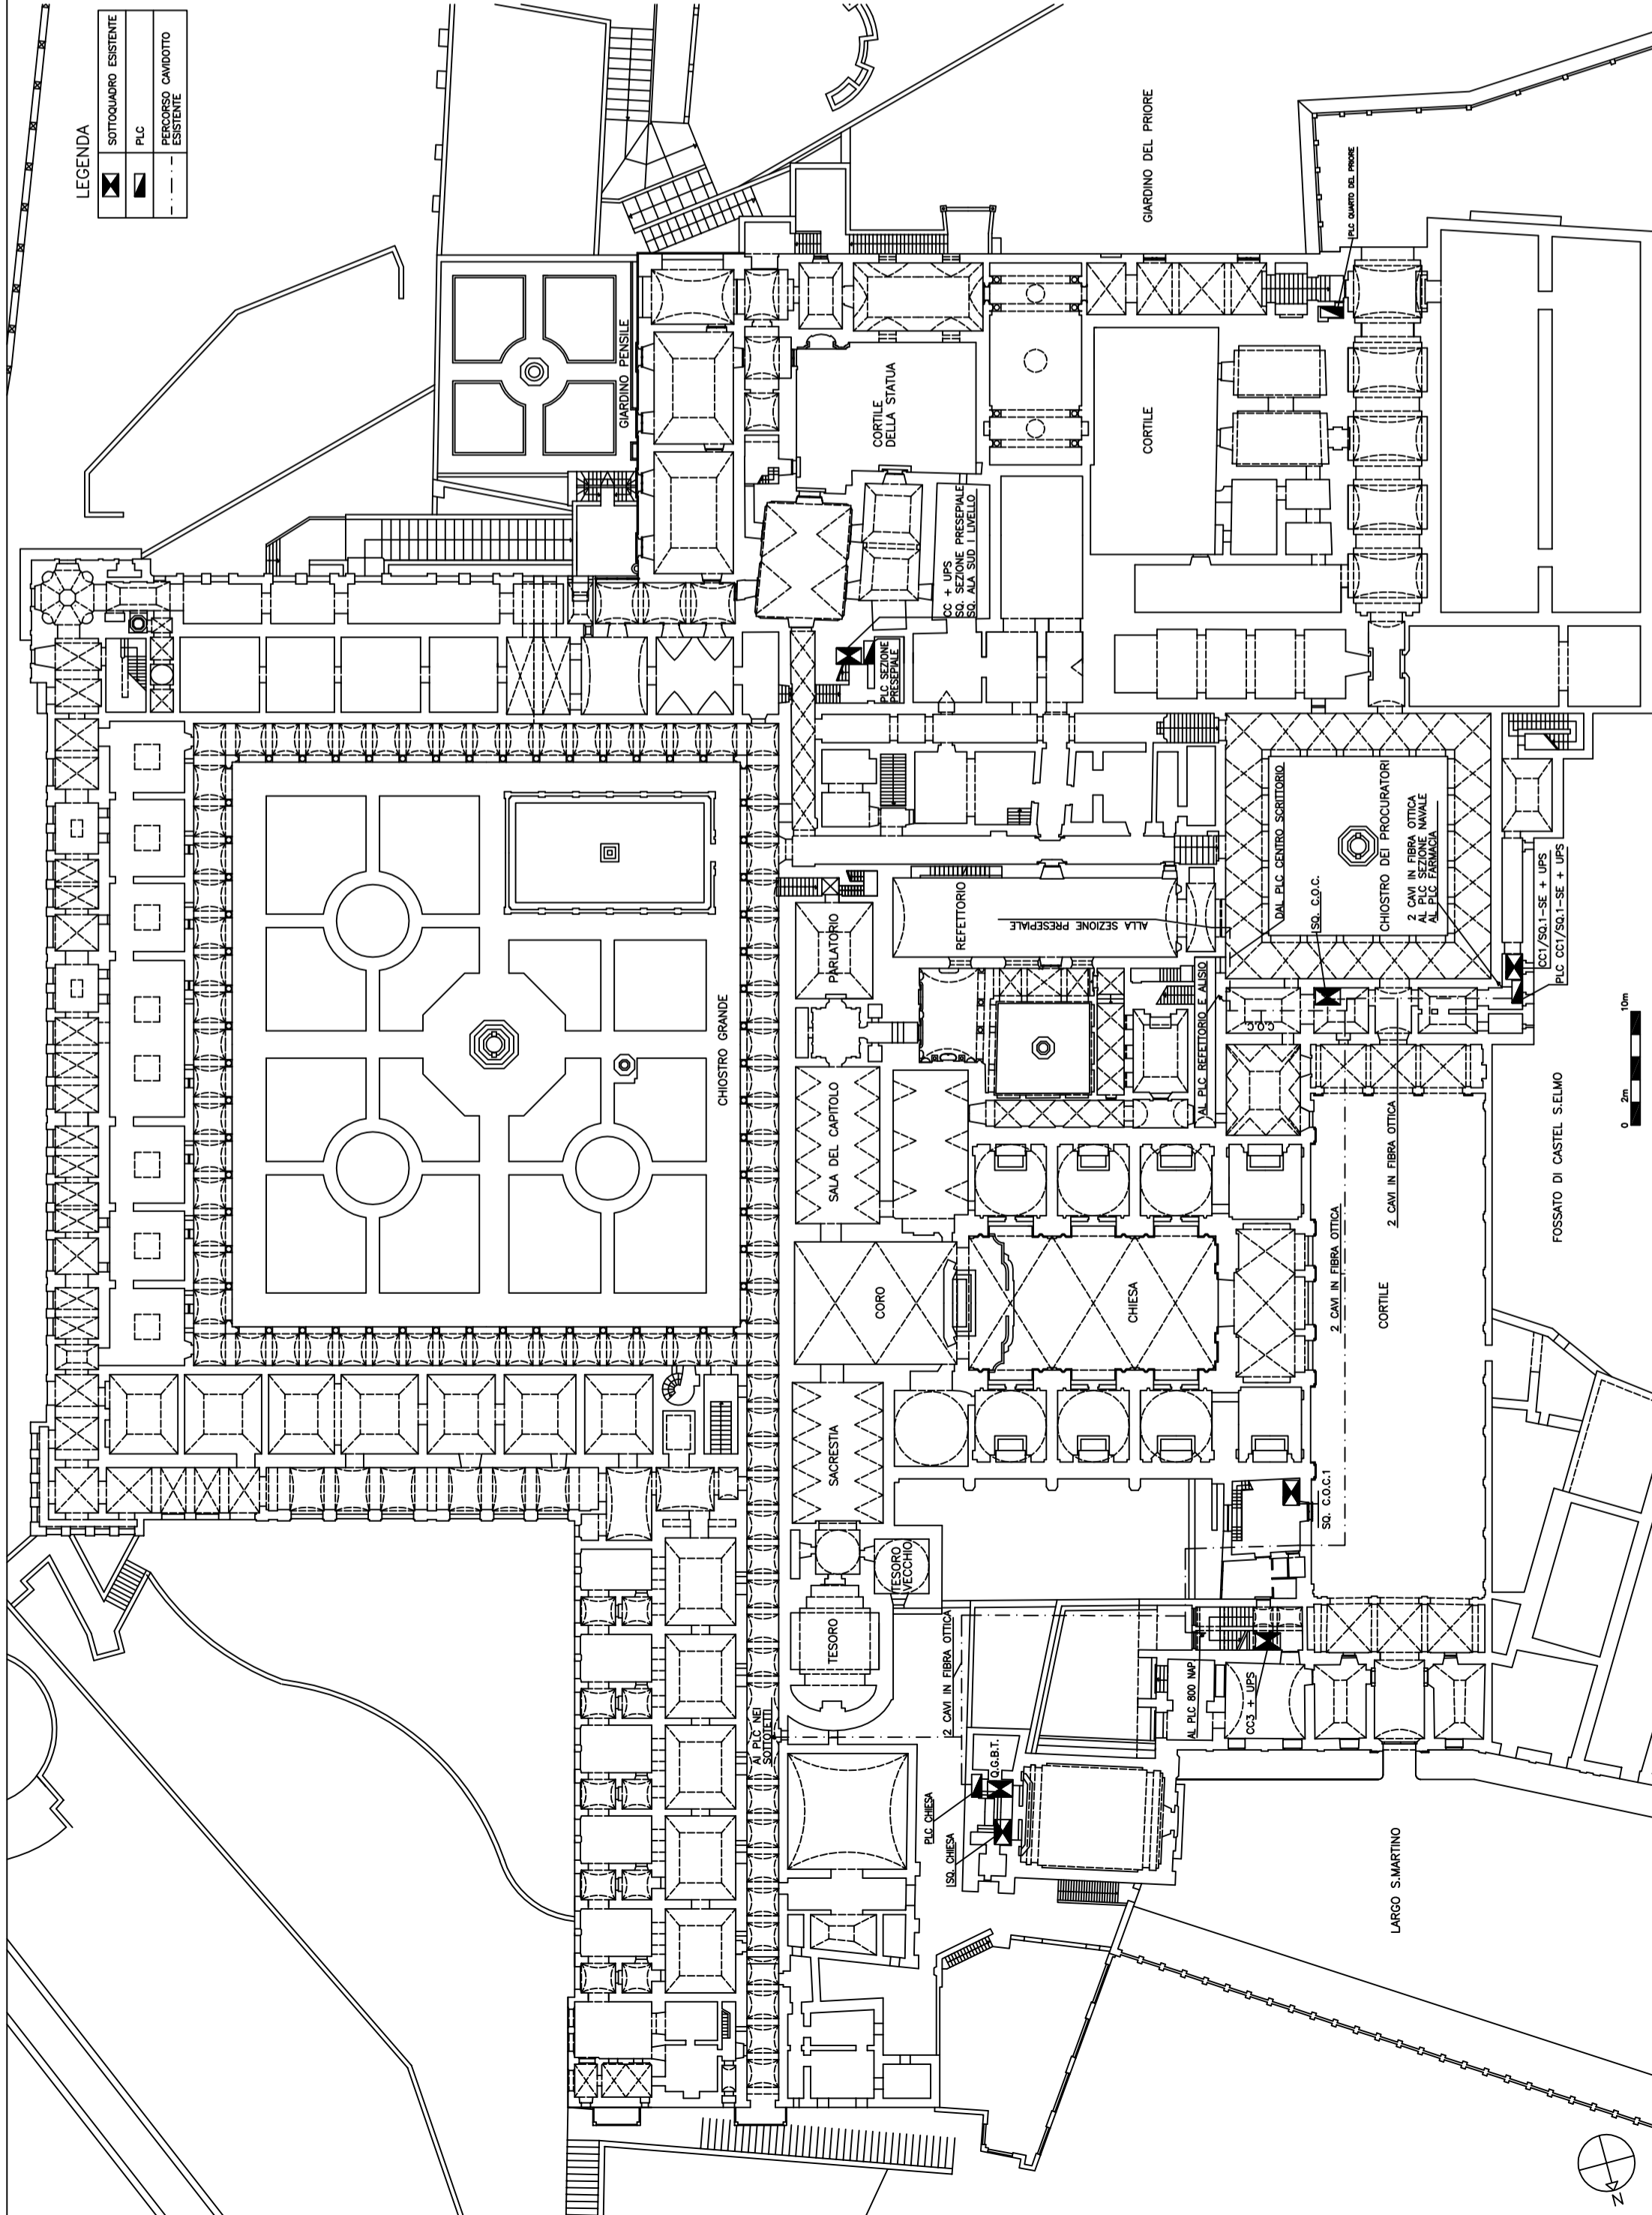 LEGENDA
SOTTOQUADRO ESISTENTE
PLC
PERCORSO CAVIDOTTO
ESISTENTE
GIARDINO DEL PRIORE
PLC QUARTO DEL PRIORE
GIARDINO PENSILE
CORTILE
DELLA STATUA
CORTILE
CC + UPS
SQ. SEZIONE PRESEPIALE
SQ. ALA SUD I LIVELLO
PLC SEZIONE
PRESEPIALE
CHIOSTRO GRANDE
PARLATORIO
REFETTORIO
ALLA SEZIONE PRESEPIALE
DAL PLC CENTRO SCRITTORIO
ISQ. C.O.C.
CHIOSTRO DEI PROCURATORI
2 CAVI IN FIBRA OTTICA
AL PLC SEZIONE NAVALE
AL PLC FARMACIA
CC1/SQ.1-SE + UPS
PLC CC1/SQ.1-SE + UPS
AL PLC REFETTORIO E ALISIO
SALA DEL CAPITOLO
CORO
CHIESA
2 CAVI IN FIBRA OTTICA
2 CAVI IN FIBRA OTTICA
CORTILE
FOSSATO DI CASTEL S.ELMO
0 2m 10m
SACRESTIA
SQ. C.O.C.1
TESORO
VECCHIO
TESORO
2 CAVI IN FIBRA OTTICA
AI PLC NEI
SOTTOTETTI
AL PLC 800 NAP
CC3 + UPS
Q.G.B.T.
PLC CHIESA
ISQ. CHIESA
LARGO S.MARTINO
N